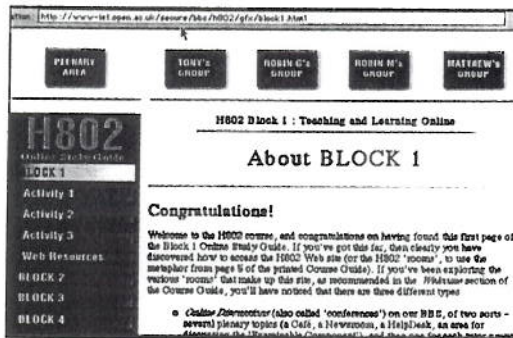 http://www-iet.open.ac.uk/secure/bbs/h802/gfx/block1.html
PLENARY AREA
TONY's GROUP
ROBIN G's GROUP
ROBIN M's GROUP
MATTHEW's GROUP
H802
Online Study Guide
BLOCK 1
Activity 1
Activity 2
Activity 3
Web Resources
BLOCK 2
BLOCK 3
BLOCK 4
H802 Block 1 : Teaching and Learning Online
About BLOCK 1
Congratulations!
Welcome to the H802 course, and congratulations on having found this first page of
the Block 1 Online Study Guide. If you've got this far, then clearly you have
discovered how to access the H802 Web site (or the H802 'rooms', to use the
metaphor from page 5 of the printed Course Guide). If you've been exploring the
various 'rooms' that make up this site, as recommended in the Welcome section of
the Course Guide, you'll have noticed that there are three different types
Online Discussions (also called 'conferences') on our BBS, of two sorts -
several plenary topics (a Café, a Newsroom, a HelpDesk, an area for